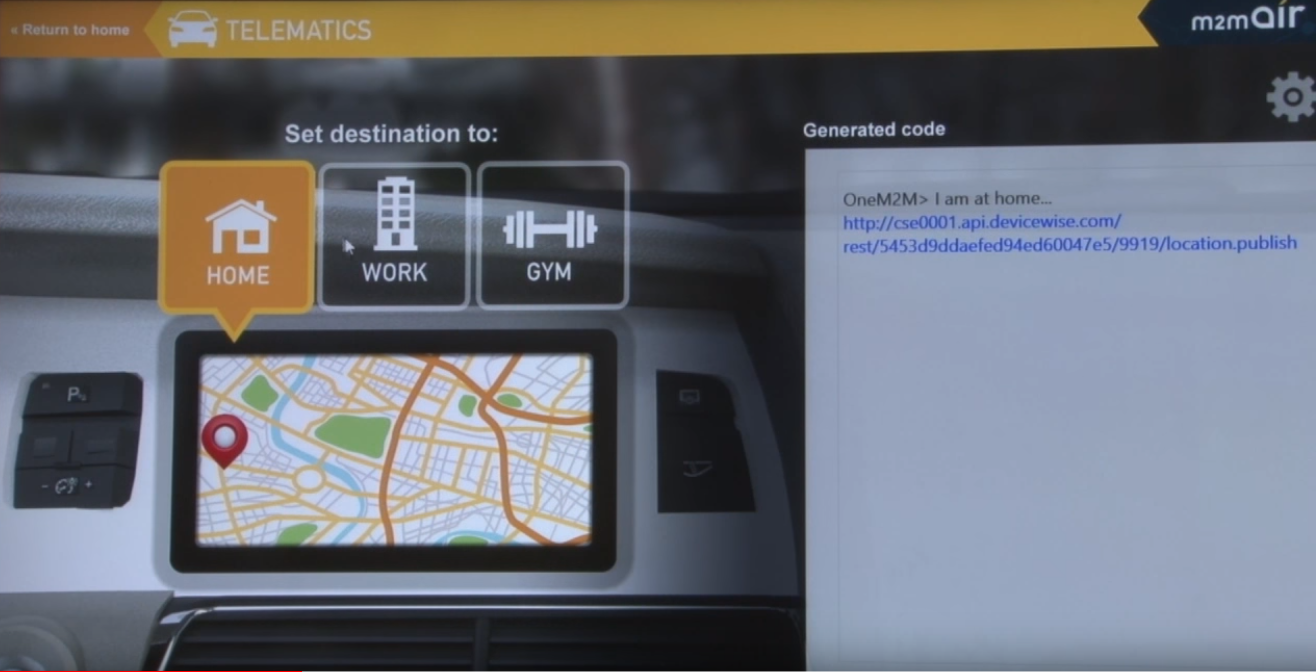 « Return to home
TELEMATICS
m2mair
Set destination to:
Generated code
HOME
WORK
GYM
OneM2M> I am at home...
http://cse0001.api.devicewise.com/
rest/5453d9ddaefed94ed60047e5/9919/location.publish
P
- +